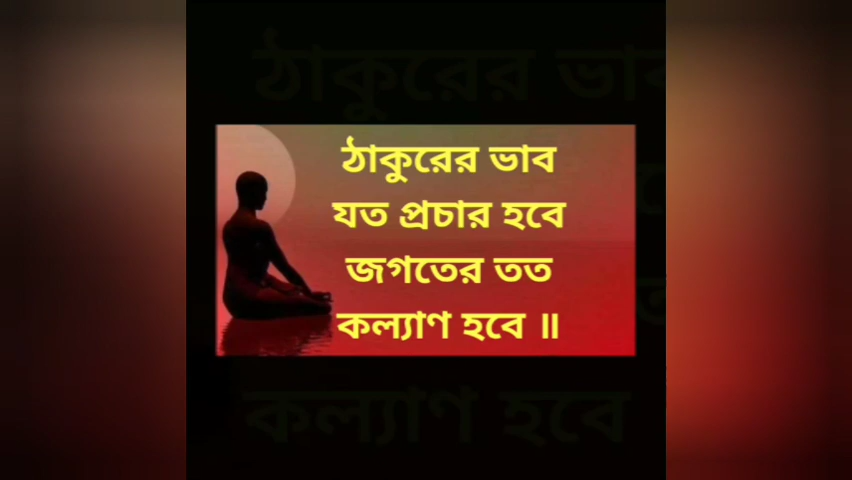 ঠাকুরের ভাব
যত প্রচার হবে
জগতের তত
কল্যাণ হবে ॥